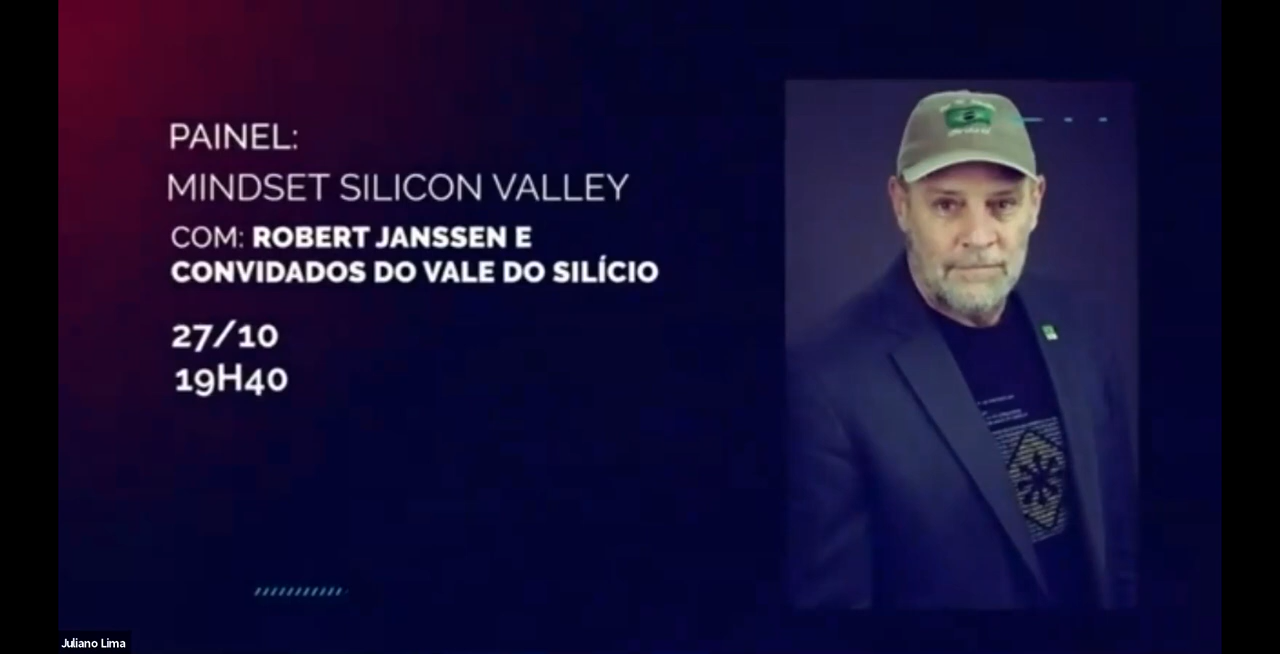 PAINEL:
MINDSET SILICON VALLEY
COM: ROBERT JANSSEN E
CONVIDADOS DO VALE DO SILÍCIO
27/10
19H40
Juliano Lima